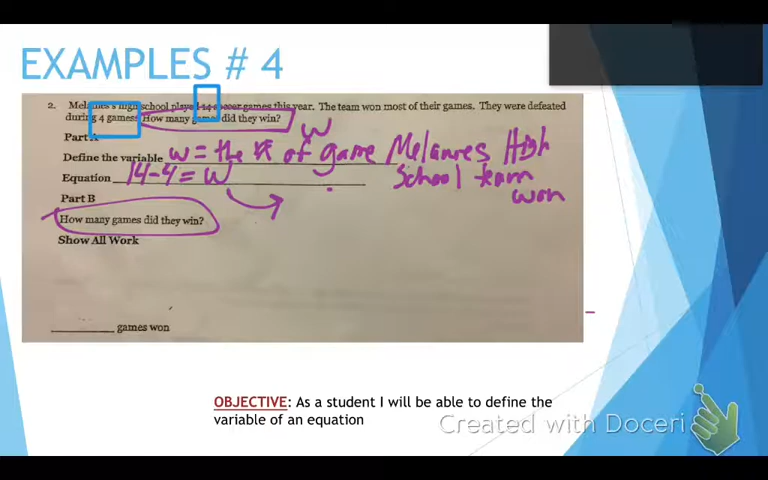 EXAMPLES # 4
2. Melanies's high school played 14 soccer games this year. The team won most of their games. They were defeated
during 4 games. How many games did they win?
w
Part A
Define the variable w = the # of game Melannes High
School team
won
Equation 14-4=w
Part B
How many games did they win?
Show All Work
games won
OBJECTIVE: As a student I will be able to define the
variable of an equation
Created with Doceri